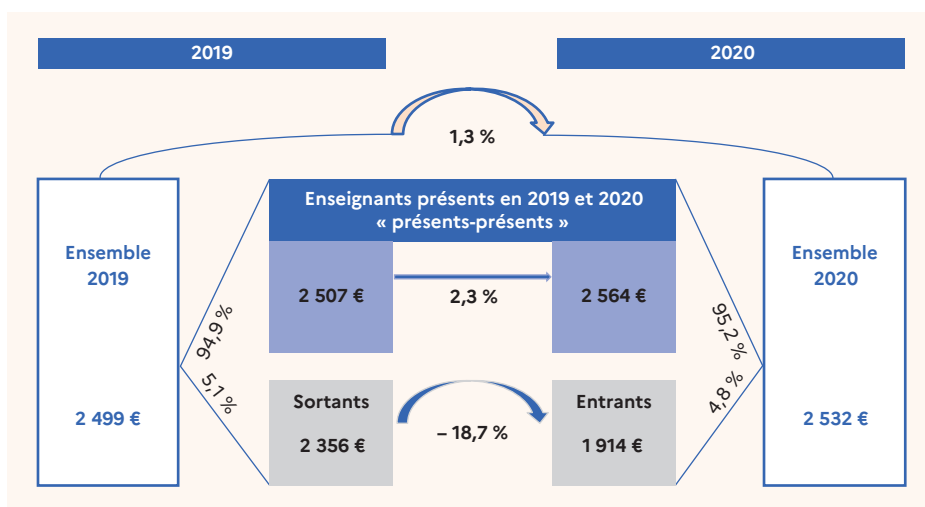 2019
2020
1,3 %
Enseignants présents en 2019 et 2020
« présents-présents »
Ensemble
2019
Ensemble
2020
2 507 €
2,3 %
2 564 €
94,9 %
95,2 %
5,1 %
4,8 %
Sortants
Entrants
2 499 €
2 356 €
– 18,7 %
1 914 €
2 532 €